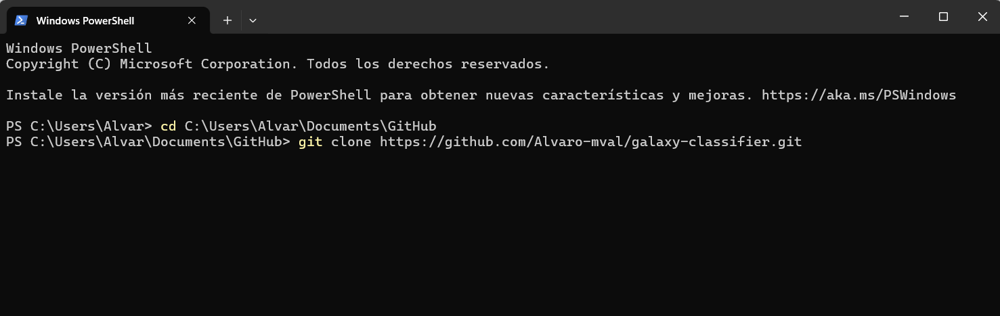 Windows PowerShell
Windows PowerShell
Copyright (C) Microsoft Corporation. Todos los derechos reservados.
Instale la versión más reciente de PowerShell para obtener nuevas características y mejoras. https://aka.ms/PSWindows
PS C:\Users\Alvar> cd C:\Users\Alvar\Documents\GitHub
PS C:\Users\Alvar\Documents\GitHub> git clone https://github.com/Alvaro-mval/galaxy-classifier.git